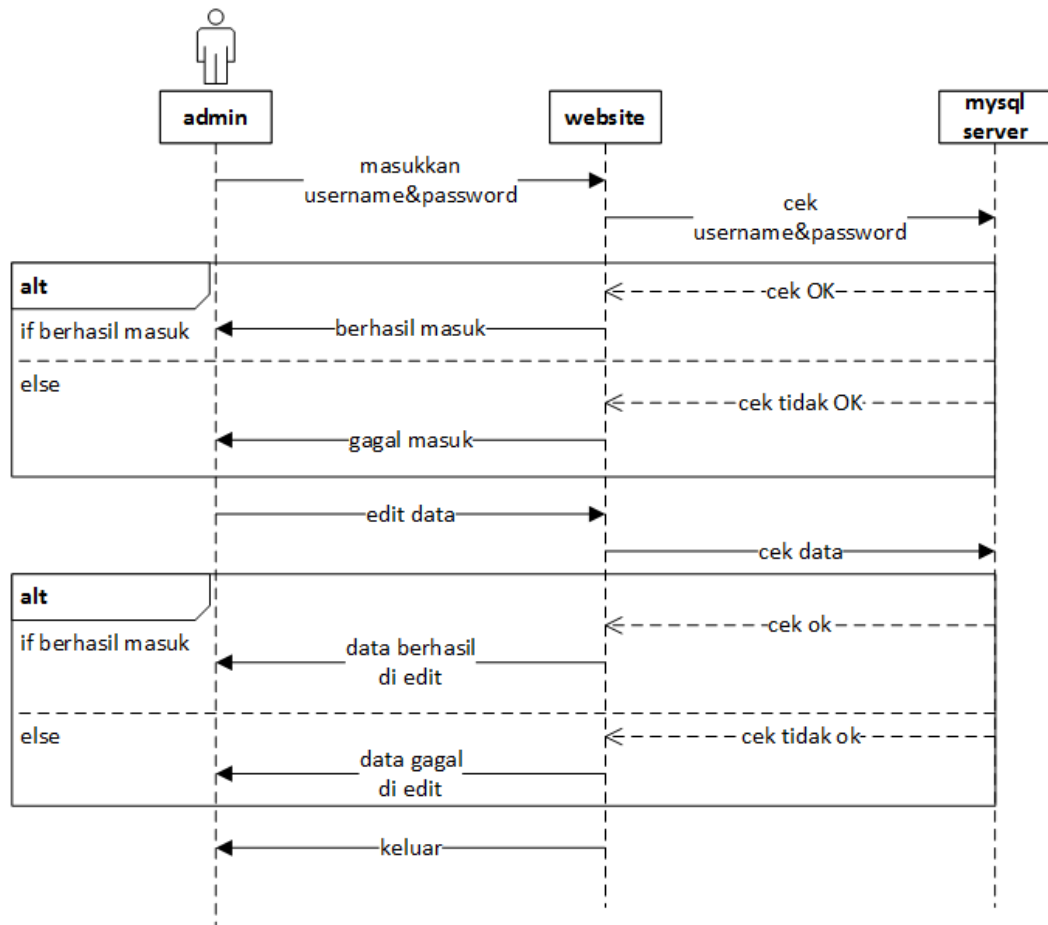 admin
website
mysql
server
masukkan
username&password
cek
username&password
alt
cek OK
if berhasil masuk
berhasil masuk
else
cek tidak OK
gagal masuk
edit data
cek data
alt
cek ok
if berhasil masuk
data berhasil
di edit
else
cek tidak ok
data gagal
di edit
keluar